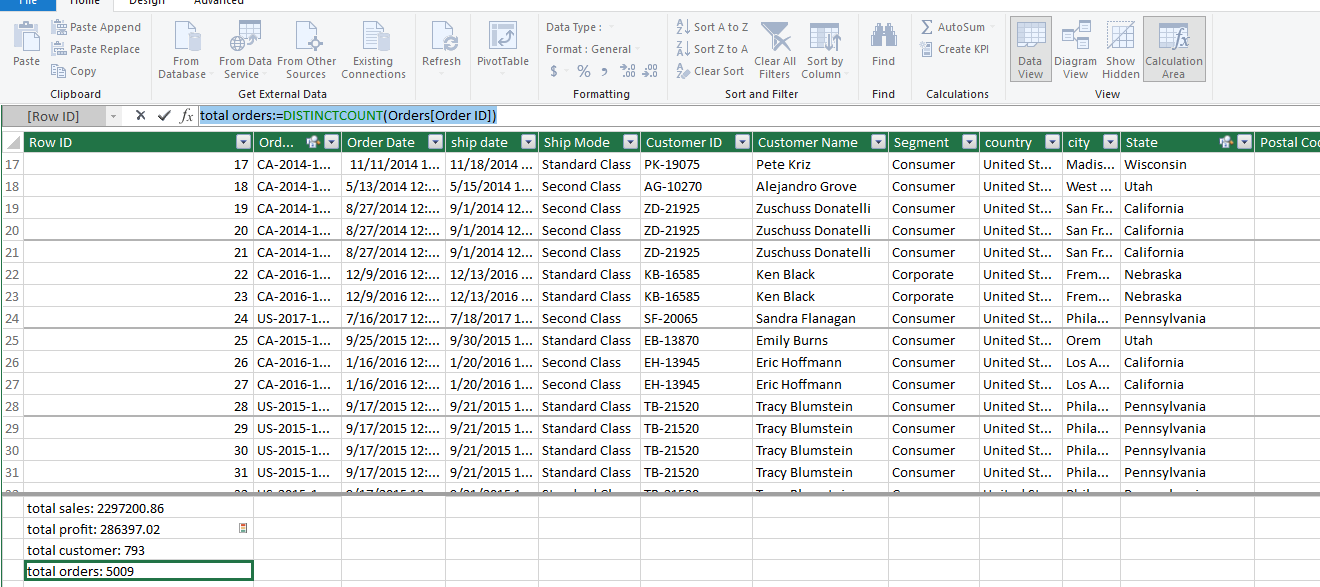 File Home Design Advanced
Paste
Paste Append
Paste Replace
Copy
Clipboard
From Database
From Data Service
From Other Sources
Existing Connections
Get External Data
Refresh
PivotTable
Data Type :
Format : General
$ % , .00 .00
Formatting
Sort A to Z
Sort Z to A
Clear Sort
Clear All Filters
Sort by Column
Sort and Filter
Find
Find
AutoSum
Create KPI
Calculations
Data View
Diagram View
Show Hidden
Calculation Area
View
[Row ID] fx total orders:=DISTINCTCOUNT(Orders[Order ID])
Row ID Ord... Order Date ship date Ship Mode Customer ID Customer Name Segment country city State Postal Co
17 17 CA-2014-1... 11/11/2014 1... 11/18/2014 1... Standard Class PK-19075 Pete Kriz Consumer United St... Madis... Wisconsin
18 18 CA-2014-1... 5/13/2014 12:... 5/15/2014 1... Second Class AG-10270 Alejandro Grove Consumer United St... West ... Utah
19 19 CA-2014-1... 8/27/2014 12:... 9/1/2014 12... Second Class ZD-21925 Zuschuss Donatelli Consumer United St... San Fr... California
20 20 CA-2014-1... 8/27/2014 12:... 9/1/2014 12... Second Class ZD-21925 Zuschuss Donatelli Consumer United St... San Fr... California
21 21 CA-2014-1... 8/27/2014 12:... 9/1/2014 12... Second Class ZD-21925 Zuschuss Donatelli Consumer United St... San Fr... California
22 22 CA-2016-1... 12/9/2016 12:... 12/13/2016 ... Standard Class KB-16585 Ken Black Corporate United St... Frem... Nebraska
23 23 CA-2016-1... 12/9/2016 12:... 12/13/2016 ... Standard Class KB-16585 Ken Black Corporate United St... Frem... Nebraska
24 24 US-2017-1... 7/16/2017 12:... 7/18/2017 1... Second Class SF-20065 Sandra Flanagan Consumer United St... Phila... Pennsylvania
25 25 CA-2015-1... 9/25/2015 12:... 9/30/2015 1... Standard Class EB-13870 Emily Burns Consumer United St... Orem Utah
26 26 CA-2016-1... 1/16/2016 12:... 1/20/2016 1... Second Class EH-13945 Eric Hoffmann Consumer United St... Los A... California
27 27 CA-2016-1... 1/16/2016 12:... 1/20/2016 1... Second Class EH-13945 Eric Hoffmann Consumer United St... Los A... California
28 28 US-2015-1... 9/17/2015 12:... 9/21/2015 1... Standard Class TB-21520 Tracy Blumstein Consumer United St... Phila... Pennsylvania
29 29 US-2015-1... 9/17/2015 12:... 9/21/2015 1... Standard Class TB-21520 Tracy Blumstein Consumer United St... Phila... Pennsylvania
30 30 US-2015-1... 9/17/2015 12:... 9/21/2015 1... Standard Class TB-21520 Tracy Blumstein Consumer United St... Phila... Pennsylvania
31 31 US-2015-1... 9/17/2015 12:... 9/21/2015 1... Standard Class TB-21520 Tracy Blumstein Consumer United St... Phila... Pennsylvania
total sales: 2297200.86
total profit: 286397.02
total customer: 793
total orders: 5009